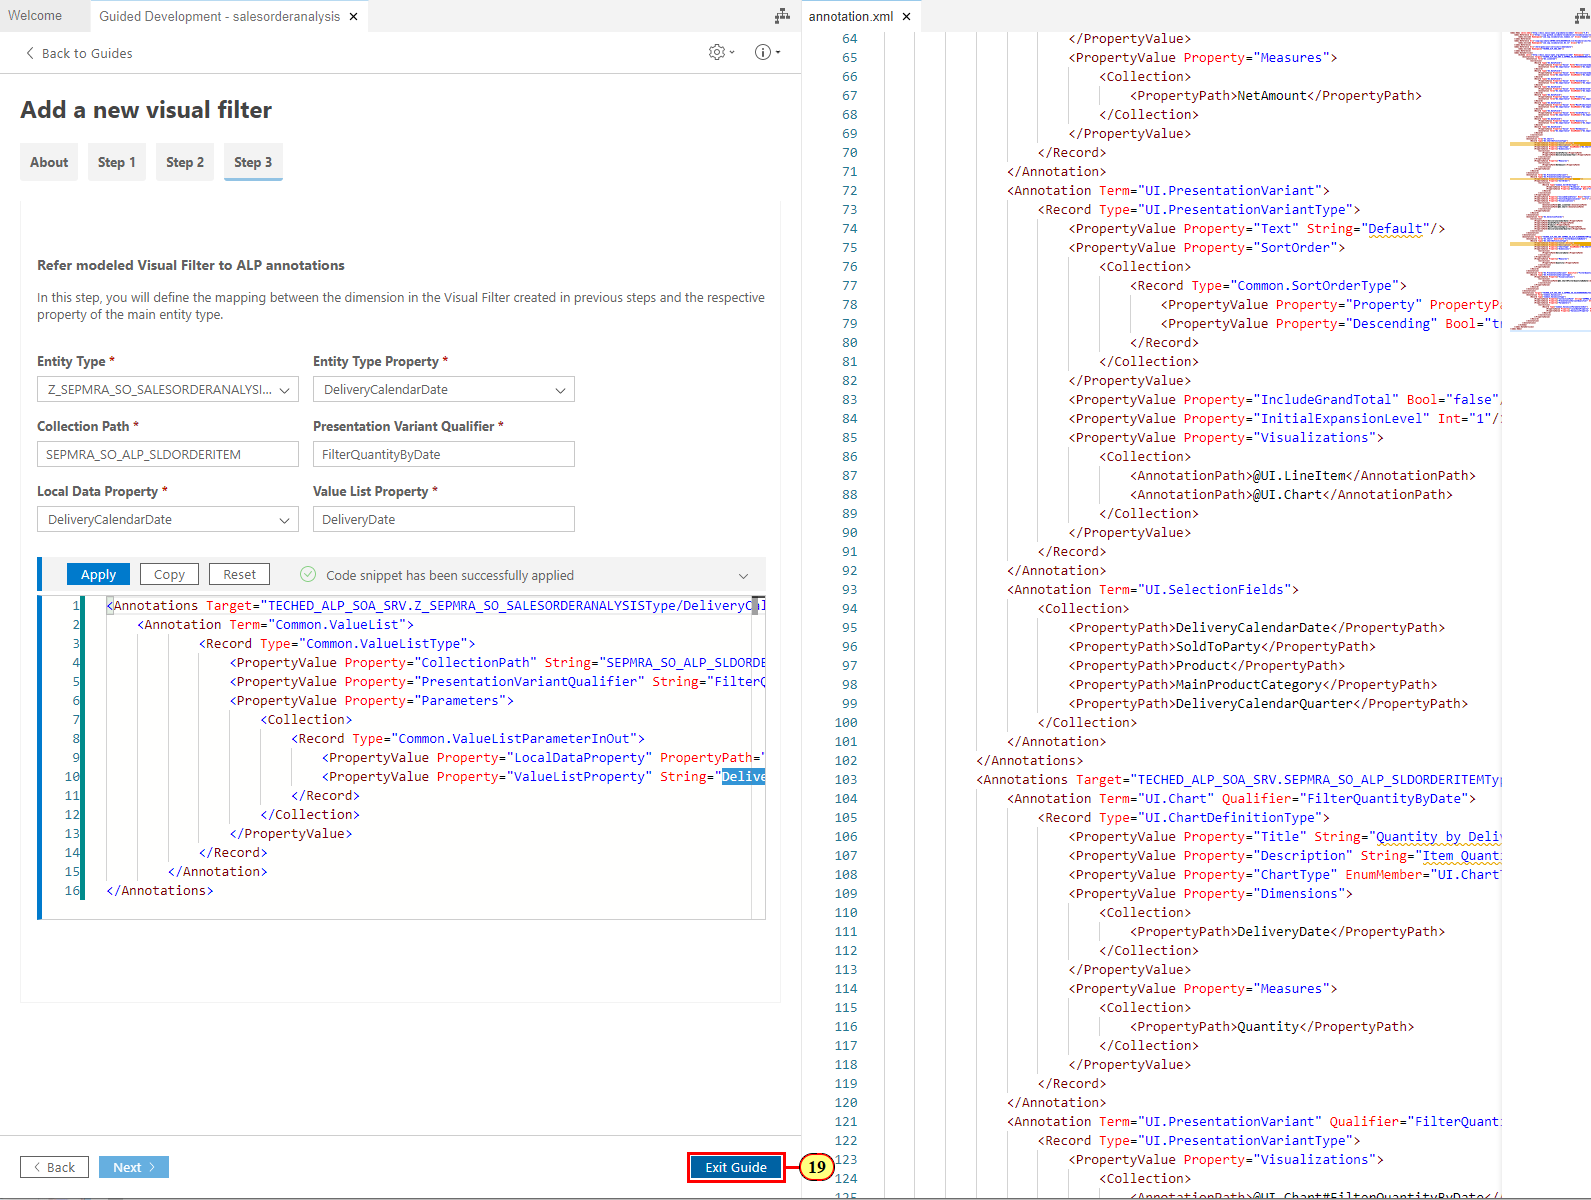 Welcome
Guided Development - salesorderanalysis ×
annotation.xml ×
Back to Guides
Add a new visual filter
About
Step 1
Step 2
Step 3
Refer modeled Visual Filter to ALP annotations
In this step, you will define the mapping between the dimension in the Visual Filter created in previous steps and the respective
property of the main entity type.
Entity Type *
Entity Type Property *
Z_SEPMRA_SO_SALESORDERANALYSI...
DeliveryCalendarDate
Collection Path *
Presentation Variant Qualifier *
SEPMRA_SO_ALP_SLDORDERITEM
FilterQuantityByDate
Local Data Property *
Value List Property *
DeliveryCalendarDate
DeliveryDate
Apply
Copy
Reset
Code snippet has been successfully applied
1 <Annotations Target="TECHED_ALP_SOA_SRV.Z_SEPMRA_SO_SALESORDERANALYSISType/DeliveryCal
2 <Annotation Term="Common.ValueList">
3 <Record Type="Common.ValueListType">
4 <PropertyValue Property="CollectionPath" String="SEPMRA_SO_ALP_SLDORDE
5 <PropertyValue Property="PresentationVariantQualifier" String="FilterQ
6 <PropertyValue Property="Parameters">
7 <Collection>
8 <Record Type="Common.ValueListParameterInOut">
9 <PropertyValue Property="LocalDataProperty" PropertyPath="
10 <PropertyValue Property="ValueListProperty" String="Delive
11 </Record>
12 </Collection>
13 </PropertyValue>
14 </Record>
15 </Annotation>
16 </Annotations>
Back
Next
Exit Guide
19
64 </PropertyValue>
65 <PropertyValue Property="Measures">
66 <Collection>
67 <PropertyPath>NetAmount</PropertyPath>
68 </Collection>
69 </PropertyValue>
70 </Record>
71 </Annotation>
72 <Annotation Term="UI.PresentationVariant">
73 <Record Type="UI.PresentationVariantType">
74 <PropertyValue Property="Text" String="Default"/>
75 <PropertyValue Property="SortOrder">
76 <Collection>
77 <Record Type="Common.SortOrderType">
78 <PropertyValue Property="Property" PropertyPa
79 <PropertyValue Property="Descending" Bool="tr
80 </Record>
81 </Collection>
82 </PropertyValue>
83 <PropertyValue Property="IncludeGrandTotal" Bool="false"/
84 <PropertyValue Property="InitialExpansionLevel" Int="1"/
85 <PropertyValue Property="Visualizations">
86 <Collection>
87 <AnnotationPath>@UI.LineItem</AnnotationPath>
88 <AnnotationPath>@UI.Chart</AnnotationPath>
89 </Collection>
90 </PropertyValue>
91 </Record>
92 </Annotation>
93 <Annotation Term="UI.SelectionFields">
94 <Collection>
95 <PropertyPath>DeliveryCalendarDate</PropertyPath>
96 <PropertyPath>SoldToParty</PropertyPath>
97 <PropertyPath>Product</PropertyPath>
98 <PropertyPath>MainProductCategory</PropertyPath>
99 <PropertyPath>DeliveryCalendarQuarter</PropertyPath>
100 </Collection>
101 </Annotation>
102 </Annotations>
103 <Annotations Target="TECHED_ALP_SOA_SRV.SEPMRA_SO_ALP_SLDORDERITEMTyp
104 <Annotation Term="UI.Chart" Qualifier="FilterQuantityByDate">
105 <Record Type="UI.ChartDefinitionType">
106 <PropertyValue Property="Title" String="Quantity by Deliv
107 <PropertyValue Property="Description" String="Item Quant
108 <PropertyValue Property="ChartType" EnumMember="UI.Chart
109 <PropertyValue Property="Dimensions">
110 <Collection>
111 <PropertyPath>DeliveryDate</PropertyPath>
112 </Collection>
113 </PropertyValue>
114 <PropertyValue Property="Measures">
115 <Collection>
116 <PropertyPath>Quantity</PropertyPath>
117 </Collection>
118 </PropertyValue>
119 </Record>
120 </Annotation>
121 <Annotation Term="UI.PresentationVariant" Qualifier="FilterQuant
122 <Record Type="UI.PresentationVariantType">
123 <PropertyValue Property="Visualizations">
124 <Collection>
125 <AnnotationPath>@UI.Chart#FilterQuantityByDate</